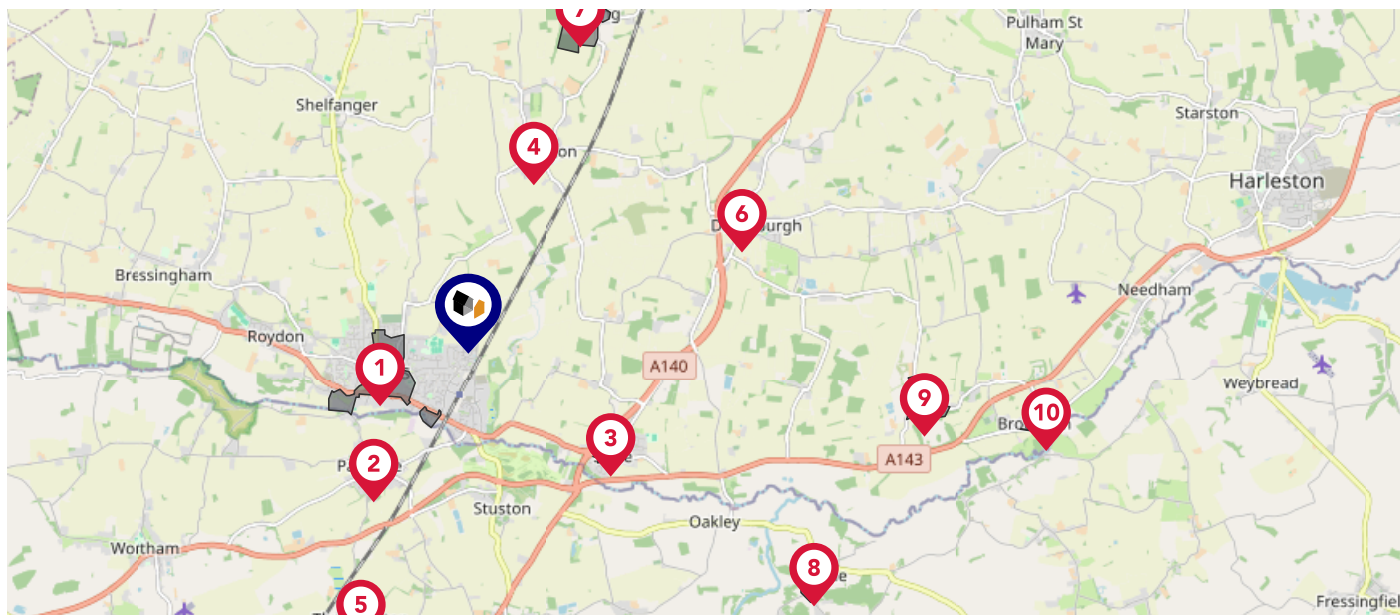 7
Pulham St
Mary
Shelfanger
Starston
4
Harleston
6
Bressingham
Needham
Roydon
A140
1
Weybread
9
10
3
A143
2
Stuston
Oakley
Wortham
8
5
Fressingfiel